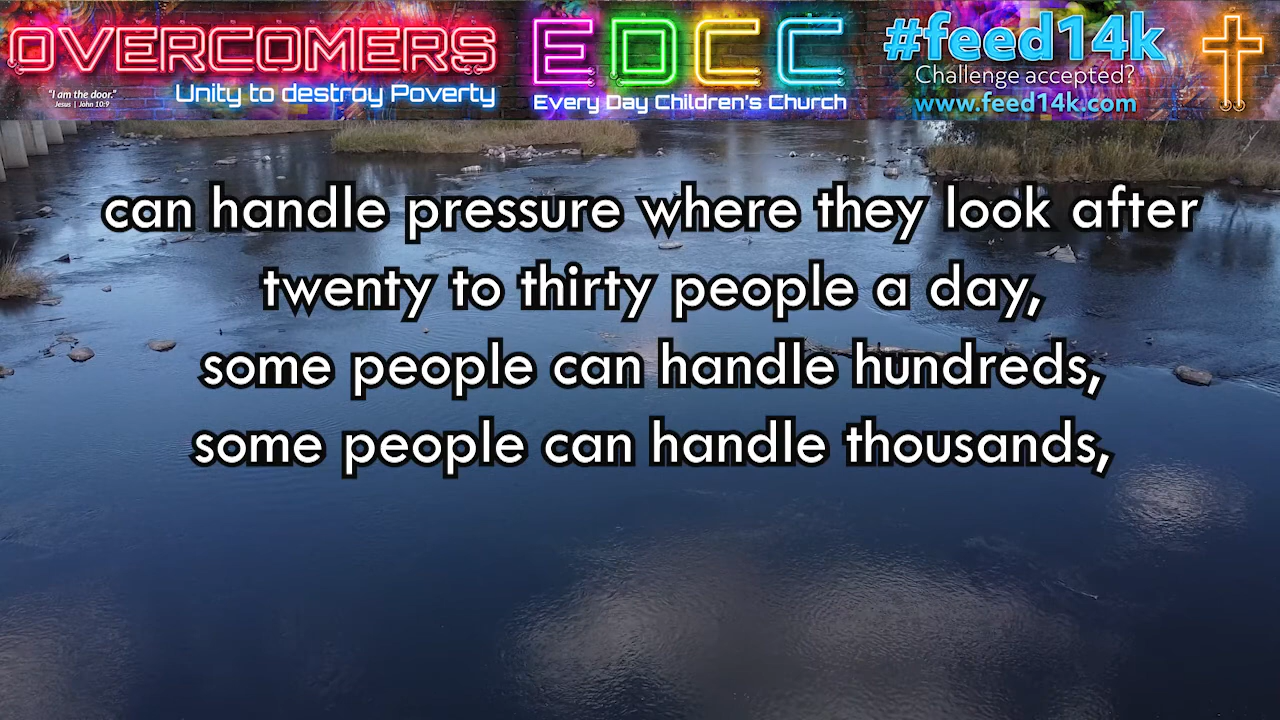 OVERCOMERS
"I am the door."
Jesus | John 10:9
Unity to destroy Poverty
EDCC
Every Day Children's Church
#feed14k
Challenge accepted?
www.feed14k.com
can handle pressure where they look after
twenty to thirty people a day,
some people can handle hundreds,
some people can handle thousands,